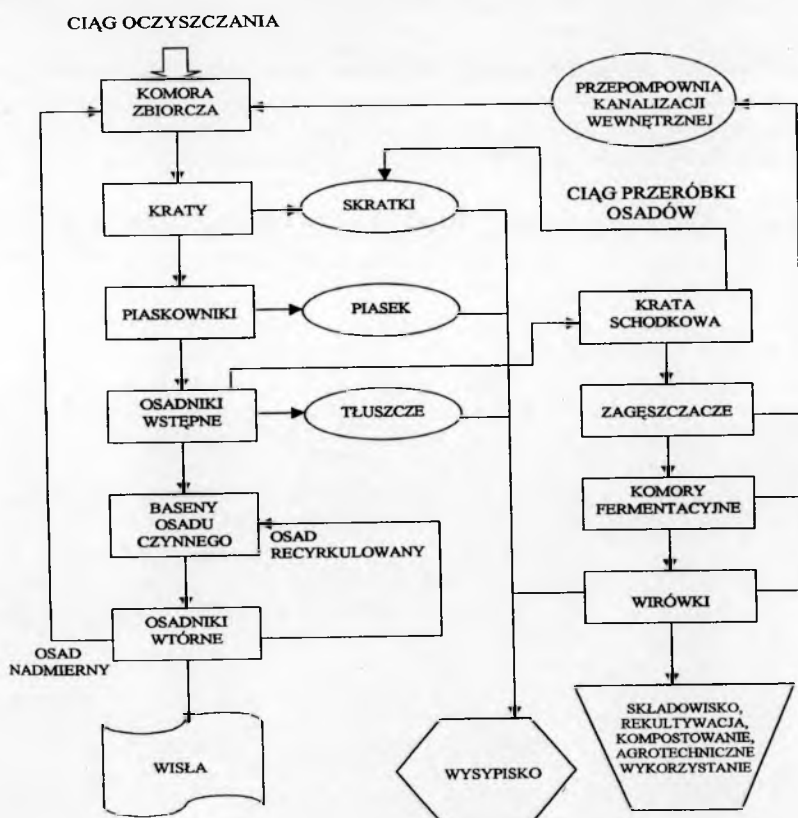 CIĄG OCZYSZCZANIA
KOMORA
ZBIORCZA
PRZEPOMPOWNIA
KANALIZACJI
WEWNĘTRZNEJ
KRATY
SKRATKI
CIĄG PRZERÓBKI
OSADÓW
PIASKOWNIKI
PIASEK
KRATA
SCHODKOWA
OSADNIKI
WSTĘPNE
TŁUSZCZE
ZAGĘSZCZACZE
BASENY
OSADU
CZYNNEGO
OSAD
RECYRKULOWANY
KOMORY
FERMENTACYJNE
OSADNIKI
WTÓRNE
WIRÓWKI
OSAD
NADMIERNY
WISŁA
WYSYPISKO
SKŁADOWISKO,
REKULTYWACJA,
KOMPOSTOWANIE,
AGROTECHNICZNE
WYKORZYSTANIE